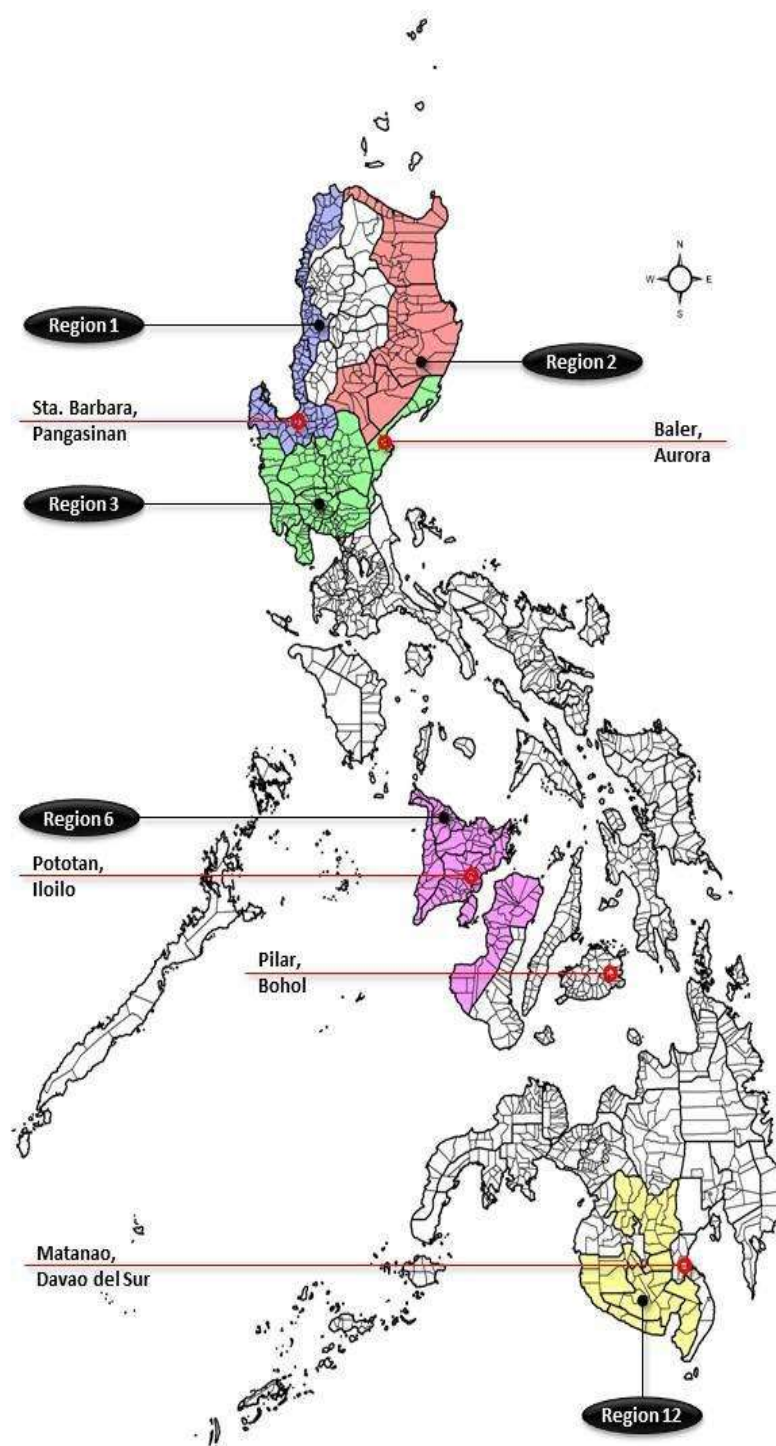 N
W E
S
Region 1
Region 2
Sta. Barbara,
Pangasinan
Baler,
Aurora
Region 3
Region 6
Pototan,
Iloilo
Pilar,
Bohol
Matanao,
Davao del Sur
Region 12